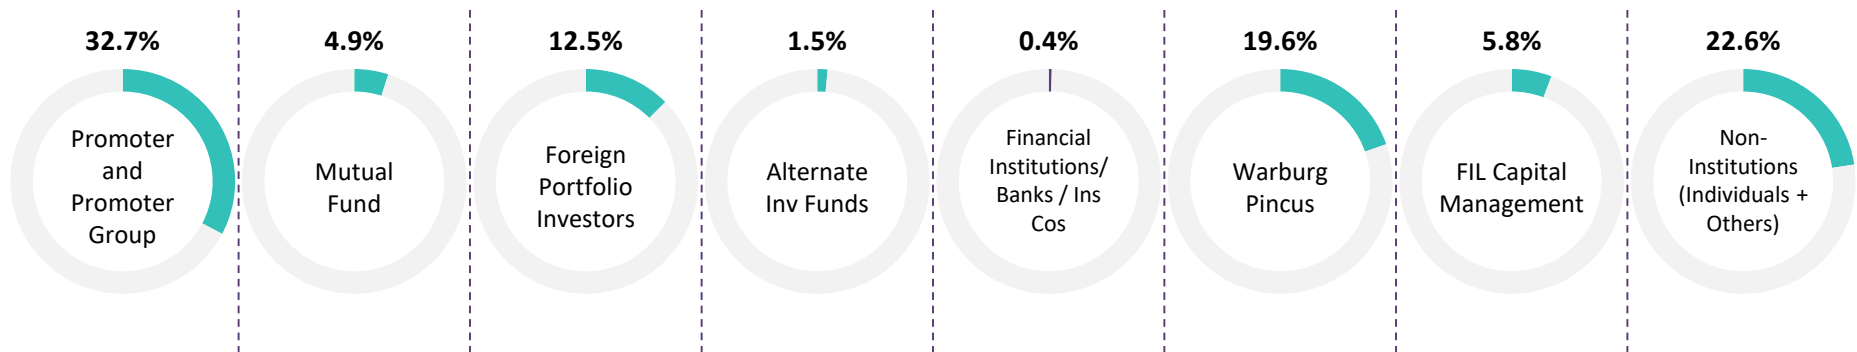 32.7%
Promoter
and
Promoter
Group
4.9%
Mutual
Fund
12.5%
Foreign
Portfolio
Investors
1.5%
Alternate
Inv Funds
0.4%
Financial
Institutions/
Banks / Ins
Cos
19.6%
Warburg
Pincus
5.8%
FIL Capital
Management
22.6%
Non-
Institutions
(Individuals +
Others)